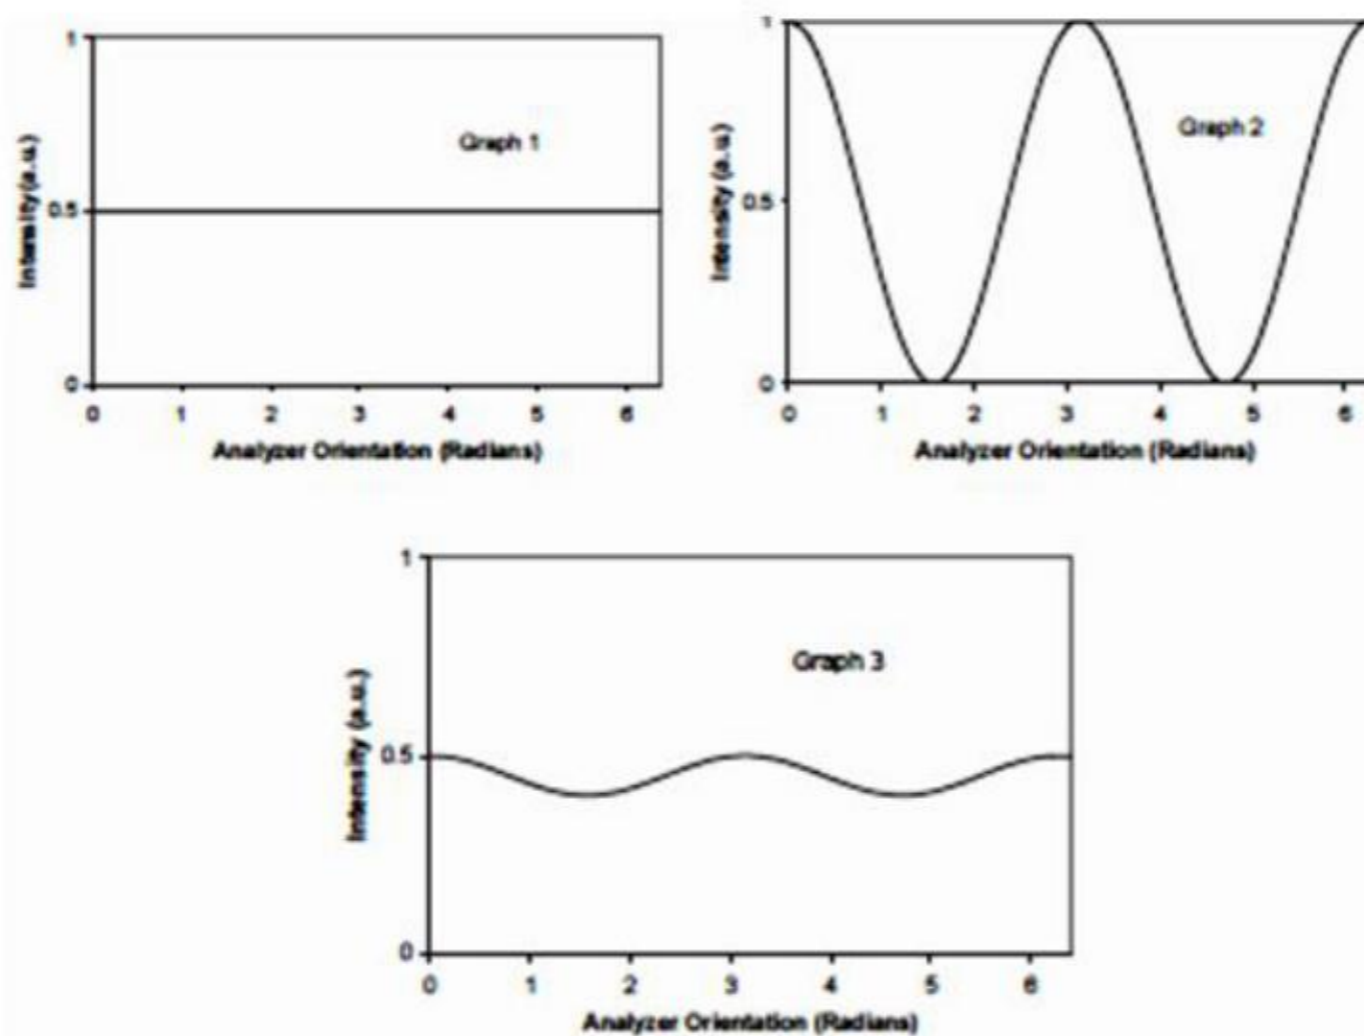 1
0.5
0
Intensity (a.u.)
Graph 1
0 1 2 3 4 5 6
Analyzer Orientation (Radians)
1
0.5
0
Intensity (a.u.)
Graph 2
0 1 2 3 4 5 6
Analyzer Orientation (Radians)
1
0.5
0
Intensity (a.u.)
Graph 3
0 1 2 3 4 5 6
Analyzer Orientation (Radians)